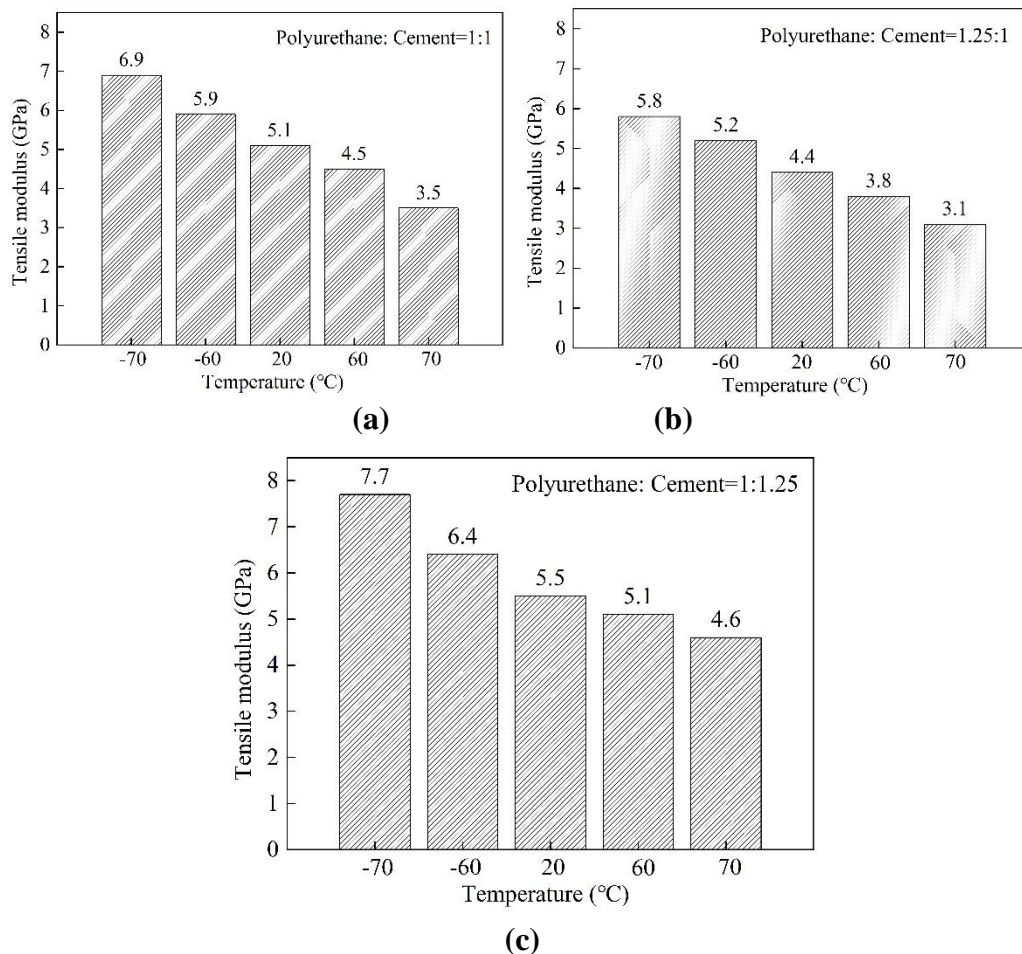 Polyurethane: Cement=1:1
8
7
6
5
4
3
2
1
0
Tensile modulus (GPa)
6.9
5.9
5.1
4.5
3.5
-70 -60 20 60 70
Temperature (°C)
(a)
Polyurethane: Cement=1.25:1
8
7
6
5
4
3
2
1
0
Tensile modulus (GPa)
5.8
5.2
4.4
3.8
3.1
-70 -60 20 60 70
Temperature (°C)
(b)
Polyurethane: Cement=1:1.25
8
7
6
5
4
3
2
1
0
Tensile modulus (GPa)
7.7
6.4
5.5
5.1
4.6
-70 -60 20 60 70
Temperature (°C)
(c)